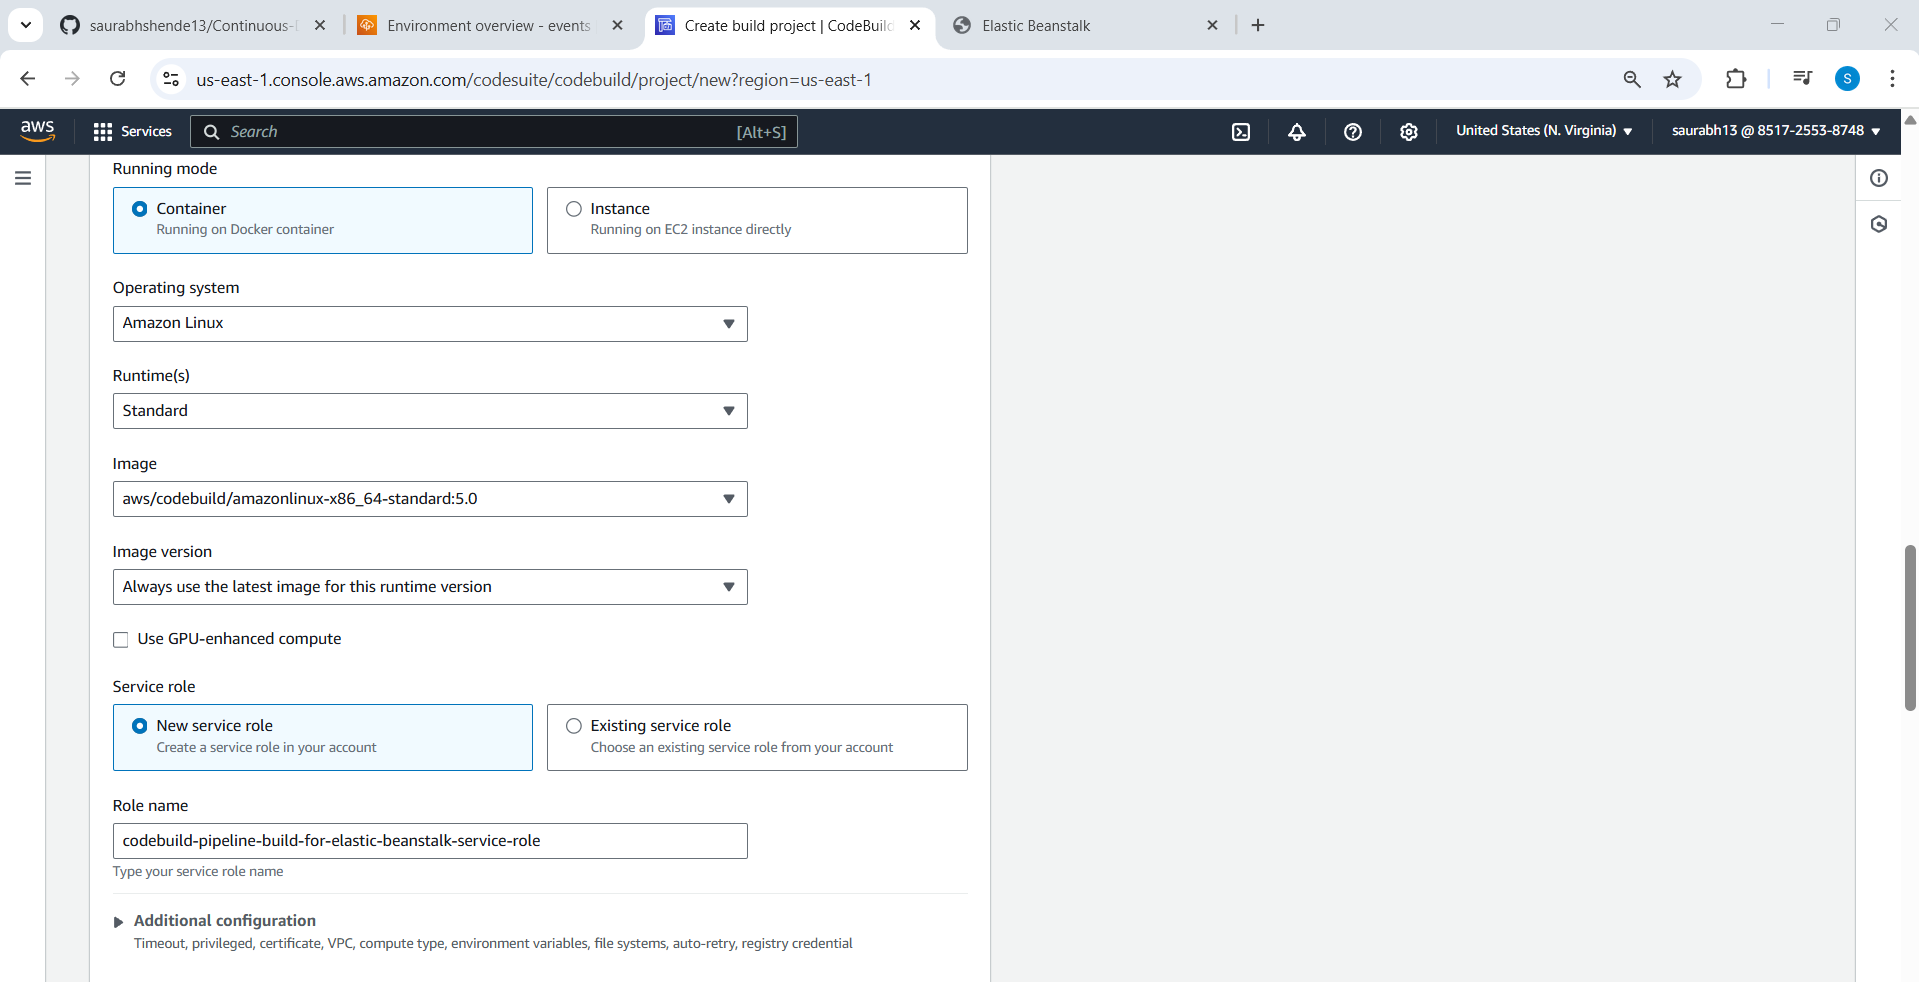 saurabhshende13/Continuous-D
Environment overview - events
Create build project | CodeBuild
Elastic Beanstalk
us-east-1.console.aws.amazon.com/codesuite/codebuild/project/new?region=us-east-1
S
aws
Services
Search
[Alt+S]
United States (N. Virginia)
saurabh13 @ 8517-2553-8748
Running mode
Container
Running on Docker container
Instance
Running on EC2 instance directly
Operating system
Amazon Linux
Runtime(s)
Standard
Image
aws/codebuild/amazonlinux-x86_64-standard:5.0
Image version
Always use the latest image for this runtime version
Use GPU-enhanced compute
Service role
New service role
Create a service role in your account
Existing service role
Choose an existing service role from your account
Role name
codebuild-pipeline-build-for-elastic-beanstalk-service-role
Type your service role name
Additional configuration
Timeout, privileged, certificate, VPC, compute type, environment variables, file systems, auto-retry, registry credential